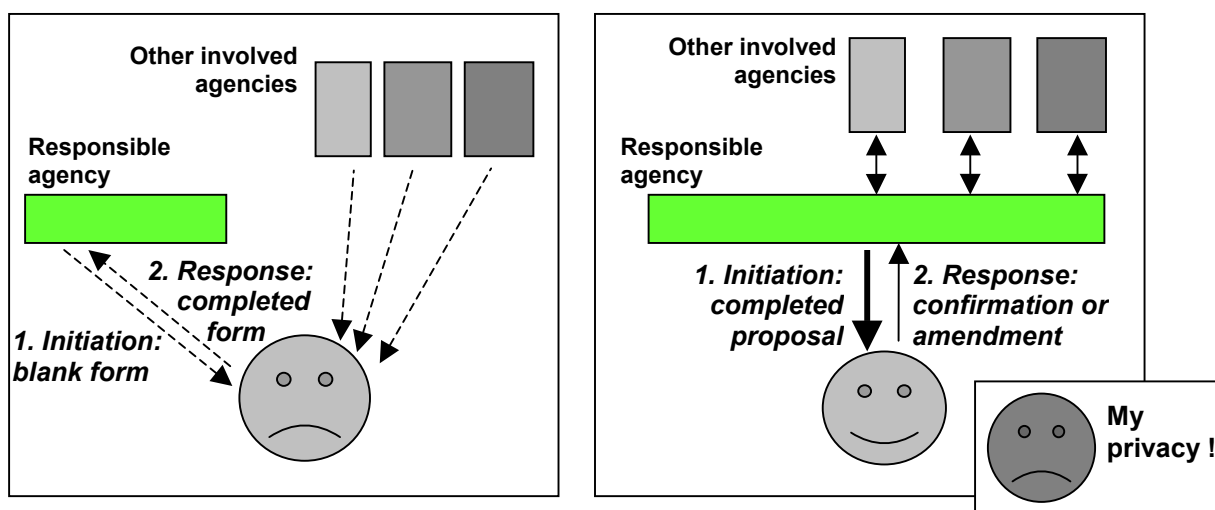 Other involved
agencies
Responsible
agency
2. Response:
completed
form
1. Initiation:
blank form
Other involved
agencies
Responsible
agency
1. Initiation:
completed
proposal
2. Response:
confirmation or
amendment
My
privacy !